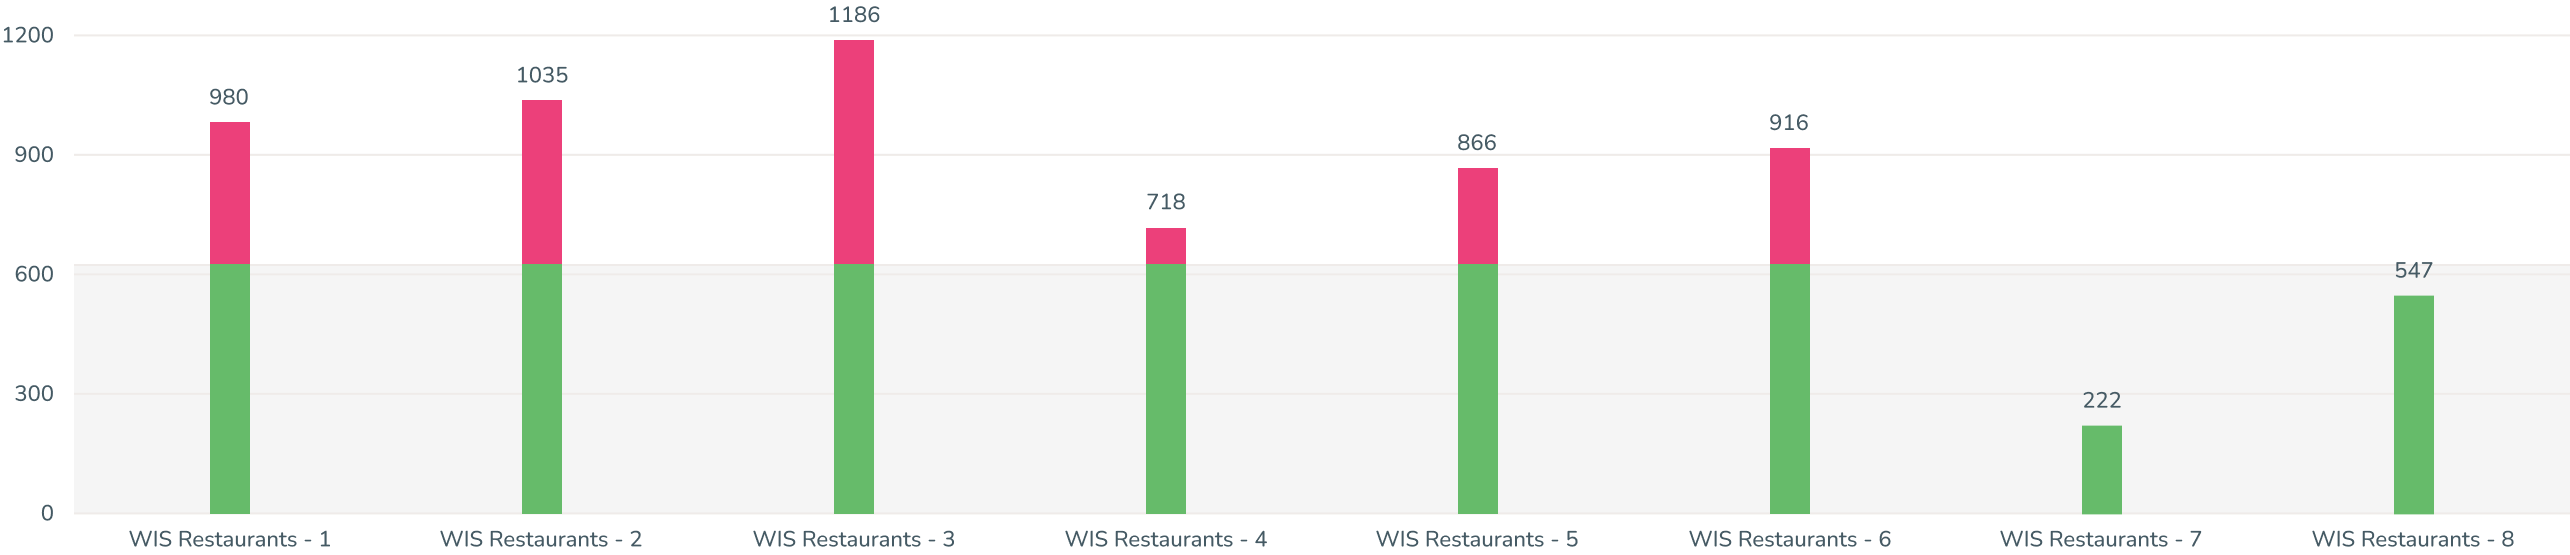 1186
1200
1035
980
916
866
900
718
547
600
222
300
0
WIS Restaurants - 1
WIS Restaurants - 2
WIS Restaurants - 3
WIS Restaurants - 4
WIS Restaurants - 5
WIS Restaurants - 6
WIS Restaurants - 7
WIS Restaurants - 8